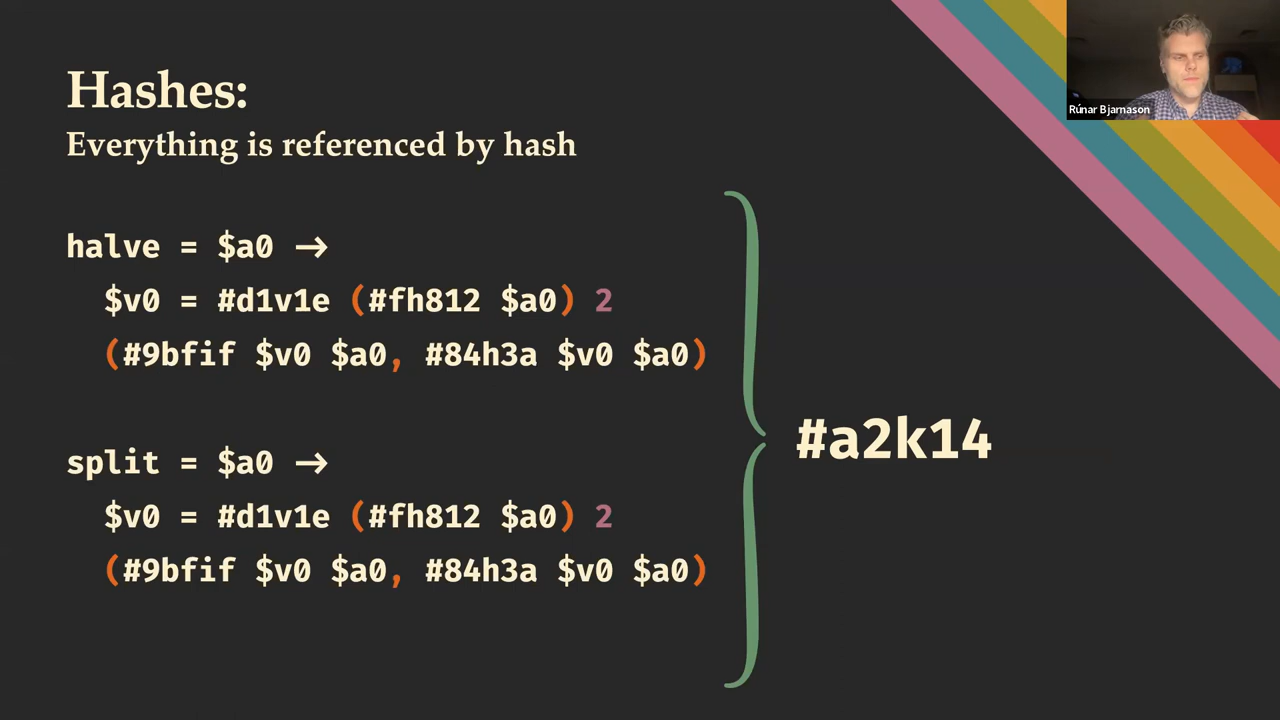 Hashes:
Everything is referenced by hash
halve = $a0 →
$v0 = #d1v1e (#fh812 $a0) 2
(#9bfif $v0 $a0, #84h3a $v0 $a0)
split = $a0 →
$v0 = #d1v1e (#fh812 $a0) 2
(#9bfif $v0 $a0, #84h3a $v0 $a0)
#a2k14
Rúnar Bjarnason